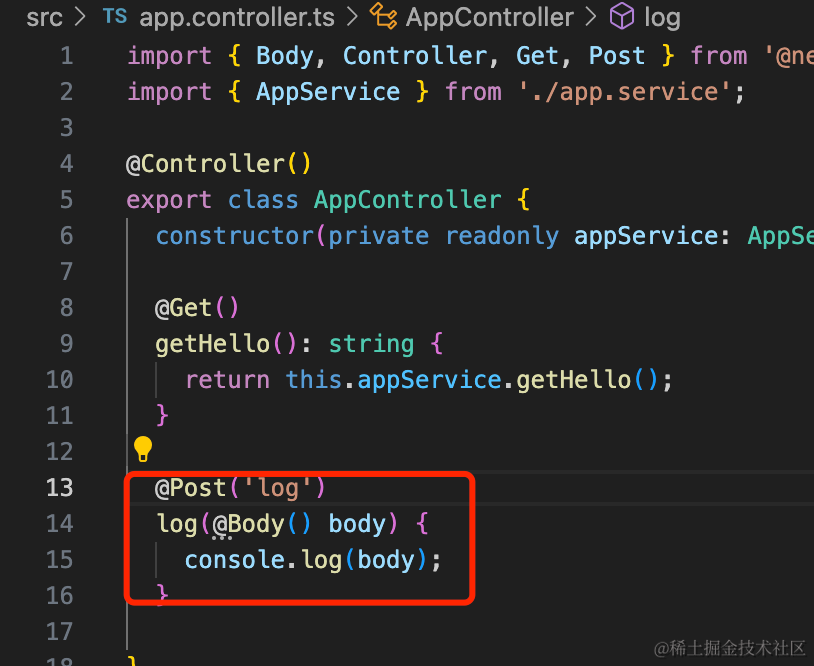 src > TS app.controller.ts > AppController > log
1 import { Body, Controller, Get, Post } from '@ne
2 import { AppService } from './app.service';
3
4 @Controller()
5 export class AppController {
6 constructor(private readonly appService: AppSe
7
8 @Get()
9 getHello(): string {
10 return this.appService.getHello();
11 }
12
13 @Post('log')
14 log(@Body() body) {
15 console.log(body);
16 }
17
18 }
@稀土掘金技术社区